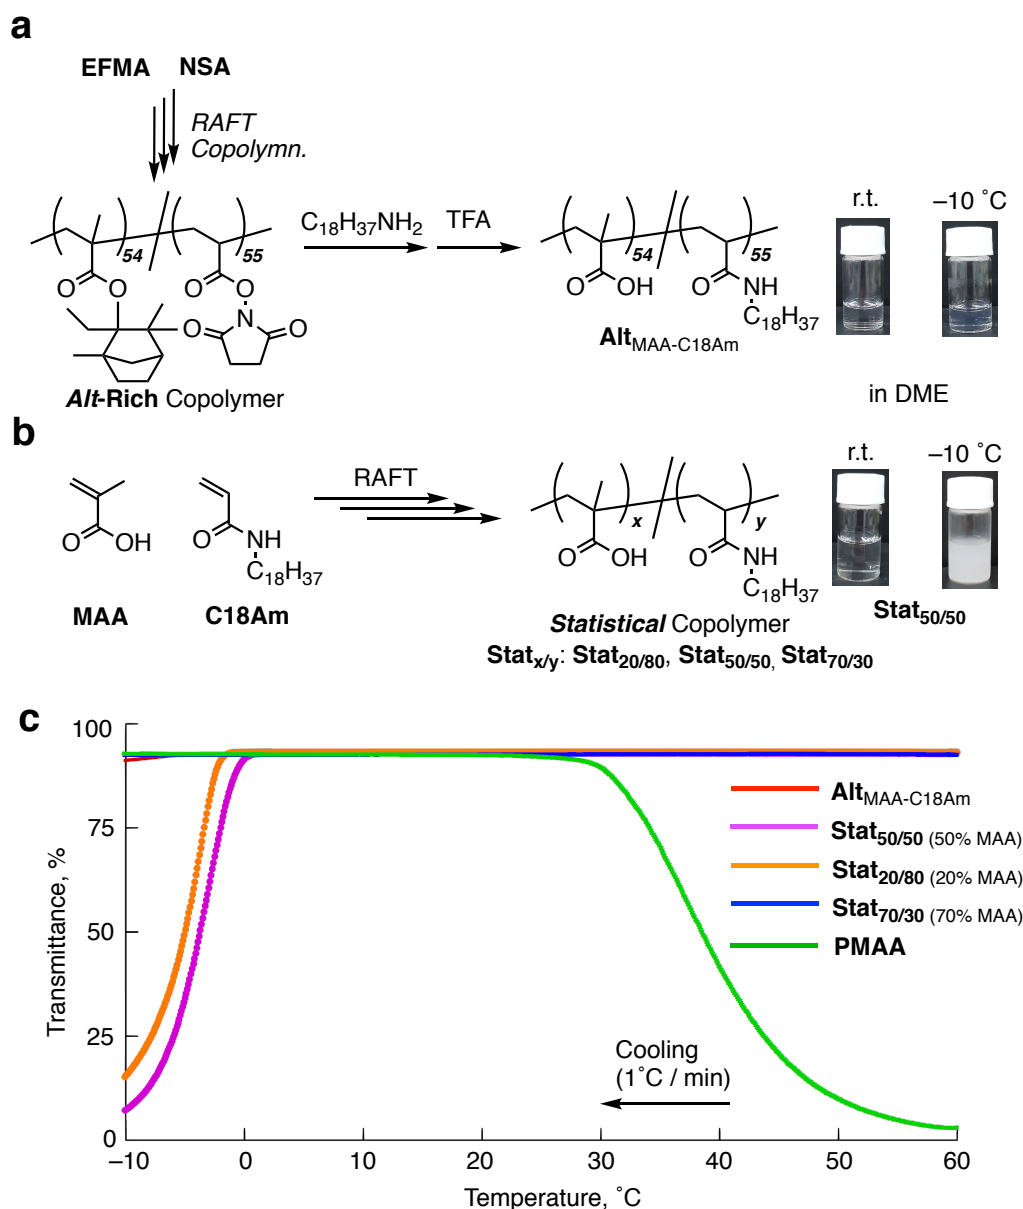 a
EFMA NSA
RAFT
Copolymn.
54 55
O O O O
N
O O
C18H37NH2 TFA
54 55
O OH O NH
C18H37
AltMAA-C18Am
Alt-Rich Copolymer
r.t. –10 ˚C
in DME
b
O OH
MAA
O NH
C18H37
C18Am
RAFT
x y
O OH O NH
C18H37
Statistical Copolymer
Statx/y: Stat20/80, Stat50/50, Stat70/30
r.t. –10 ˚C
Stat50/50
c
Transmittance, %
100
75
50
25
0
–10 0 10 20 30 40 50 60
Temperature, ˚C
AltMAA-C18Am
Stat50/50 (50% MAA)
Stat20/80 (20% MAA)
Stat70/30 (70% MAA)
PMAA
Cooling
(1˚C / min)